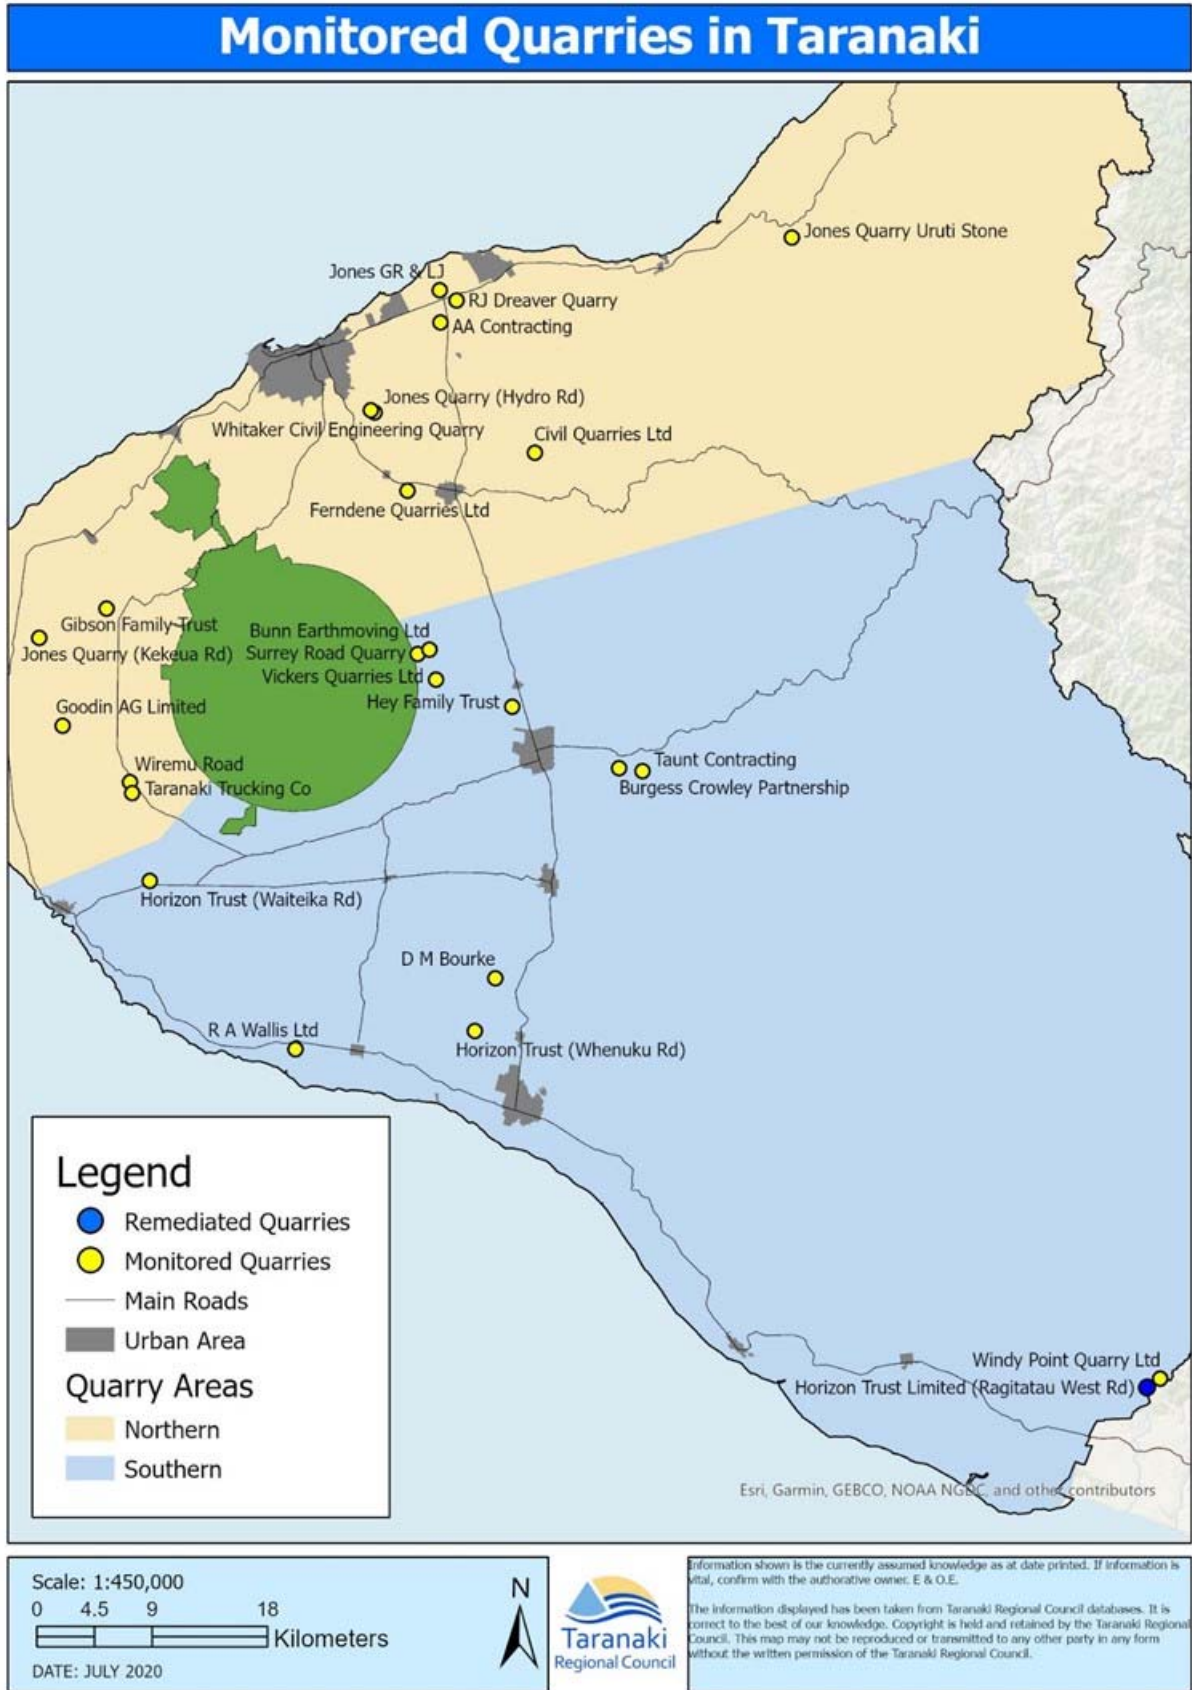 Monitored Quarries in Taranaki
Jones Quarry Uruti Stone
Jones GR & LJ
RJ Dreaver Quarry
AA Contracting
Jones Quarry (Hydro Rd)
Whitaker Civil Engineering Quarry
Civil Quarries Ltd
Ferndene Quarries Ltd
Gibson Family Trust
Jones Quarry (Kekeua Rd)
Bunn Earthmoving Ltd
Surrey Road Quarry
Vickers Quarries Ltd
Hey Family Trust
Goodin AG Limited
Wiremu Road
Taranaki Trucking Co
Taunt Contracting
Burgess Crowley Partnership
Horizon Trust (Waiteika Rd)
D M Bourke
R A Wallis Ltd
Horizon Trust (Whenuku Rd)
Windy Point Quarry Ltd
Horizon Trust Limited (Ragitatau West Rd)
Legend
Remediated Quarries
Monitored Quarries
Main Roads
Urban Area
Quarry Areas
Northern
Southern
Esri, Garmin, GEBCO, NOAA NGDC, and other contributors
Scale: 1:450,000
0 4.5 9 18
Kilometers
DATE: JULY 2020
N
Taranaki
Regional Council
Information shown is the currently assumed knowledge as at date printed. If information is
vital, confirm with the authorative owner. E & O.E.
The information displayed has been taken from Taranaki Regional Council databases. It is
correct to the best of our knowledge. Copyright is held and retained by the Taranaki Regional
Council. This map may not be reproduced or transmitted to any other party in any form
without the written permission of the Taranaki Regional Council.